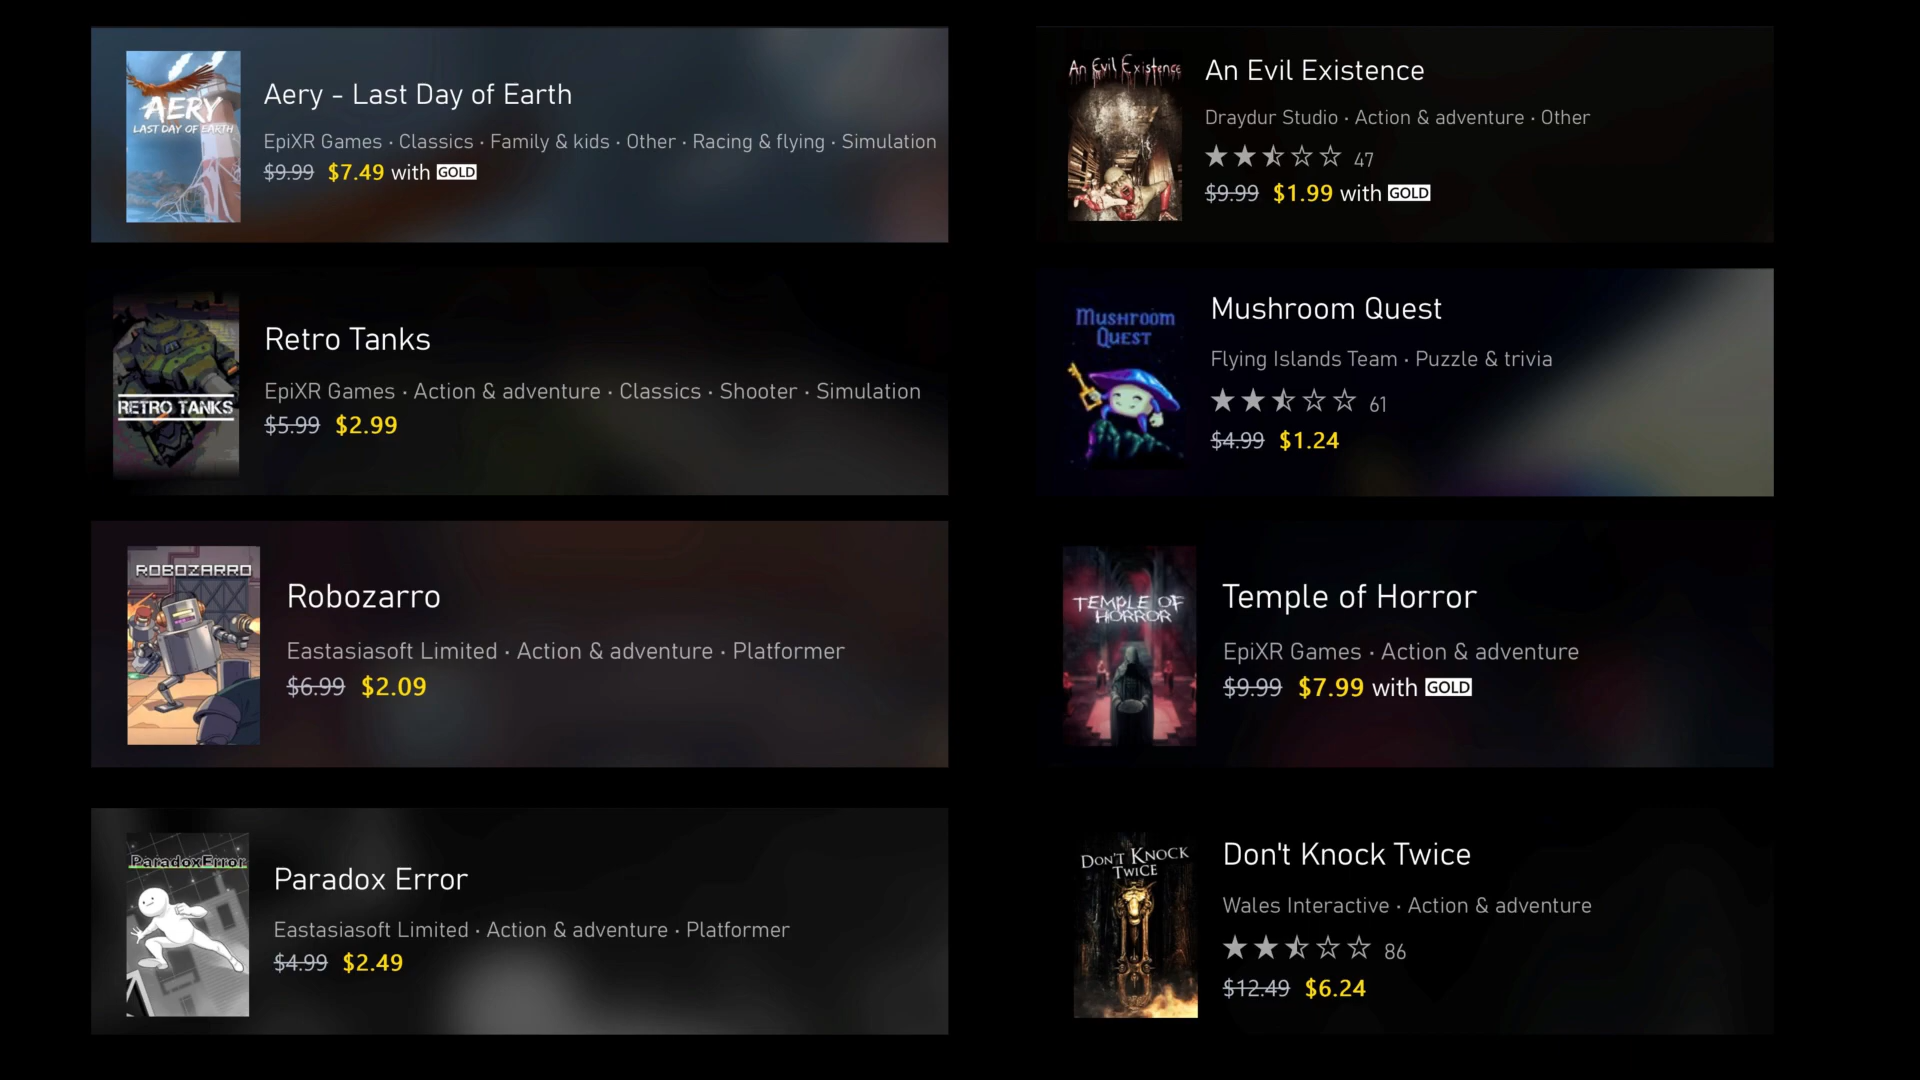 AERY
LAST DAY OF EARTH
Aery - Last Day of Earth
EpiXR Games · Classics · Family & kids · Other · Racing & flying · Simulation
$9.99 $7.49 with GOLD
An Evil Existence
An Evil Existence
Draydur Studio · Action & adventure · Other
47
$9.99 $1.99 with GOLD
RETRO TANKS
Retro Tanks
EpiXR Games · Action & adventure · Classics · Shooter · Simulation
$5.99 $2.99
MUSHROOM
QUEST
Mushroom Quest
Flying Islands Team · Puzzle & trivia
61
$4.99 $1.24
ROBOZARRO
Robozarro
Eastasiasoft Limited · Action & adventure · Platformer
$6.99 $2.09
TEMPLE OF
HORROR
Temple of Horror
EpiXR Games · Action & adventure
$9.99 $7.99 with GOLD
ParadoxError
Paradox Error
Eastasiasoft Limited · Action & adventure · Platformer
$4.99 $2.49
DON'T KNOCK
TWICE
Don't Knock Twice
Wales Interactive · Action & adventure
86
$12.49 $6.24